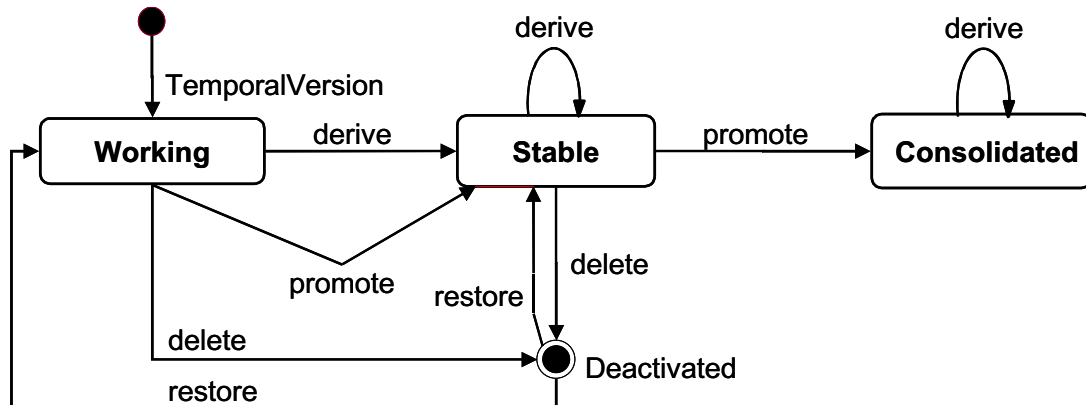 derive
derive
TemporalVersion
Working
derive
Stable
promote
Consolidated
promote
restore
delete
delete
Deactivated
restore